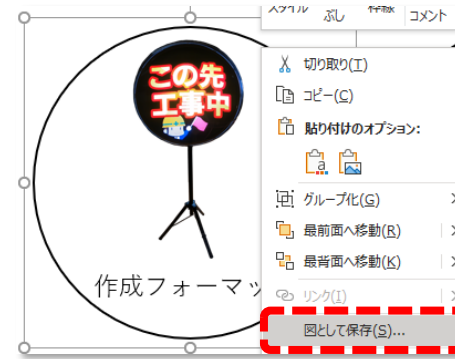 スタイル ぶし 枠線 コメント
この先
工事中
切り取り(T)
コピー(C)
貼り付けのオプション:
a
グループ化(G)
最前面へ移動(R)
最背面へ移動(K)
リンク(I)
図として保存(S)...
作成フォーマッ